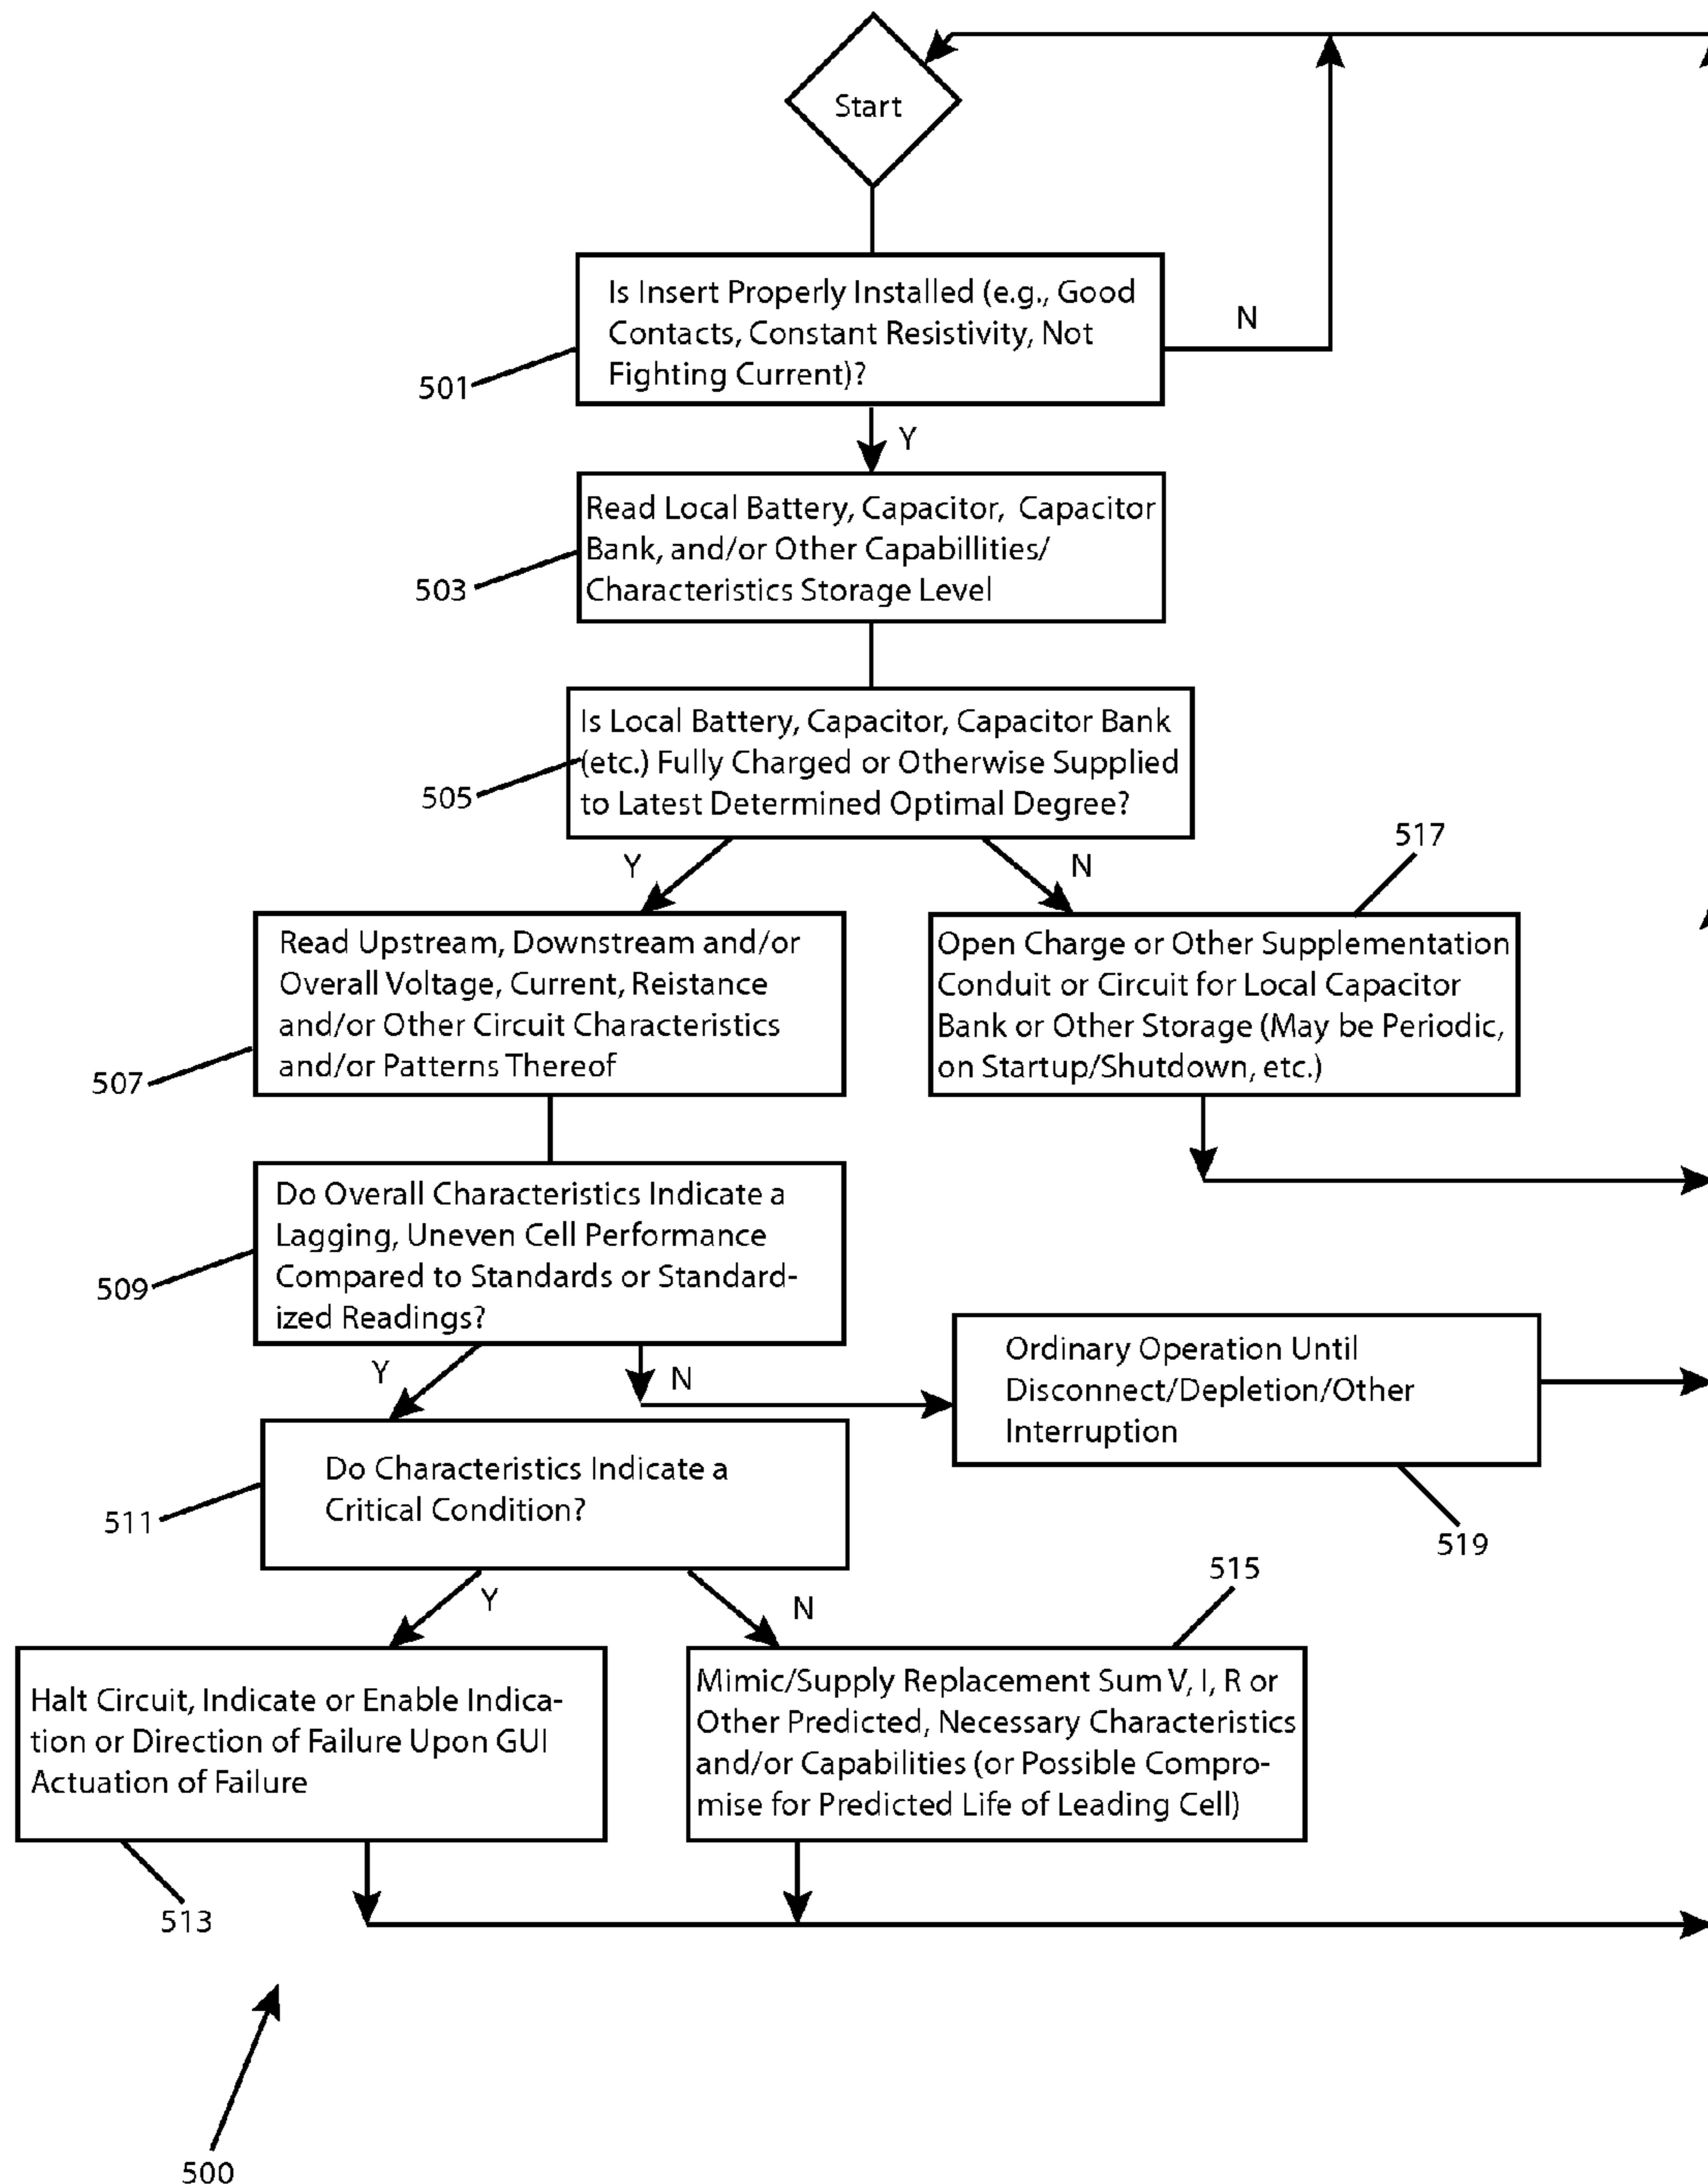 Start
Is Insert Properly Installed (e.g., Good
Contacts, Constant Resistivity, Not
Fighting Current)?
N
501
Y
Read Local Battery, Capacitor, Capacitor
Bank, and/or Other Capabillities/
Characteristics Storage Level
503
Is Local Battery, Capacitor, Capacitor Bank
(etc.) Fully Charged or Otherwise Supplied
to Latest Determined Optimal Degree?
505
517
Y
N
Read Upstream, Downstream and/or
Overall Voltage, Current, Reistance
and/or Other Circuit Characteristics
and/or Patterns Thereof
507
Open Charge or Other Supplementation
Conduit or Circuit for Local Capacitor
Bank or Other Storage (May be Periodic,
on Startup/Shutdown, etc.)
Do Overall Characteristics Indicate a
Lagging, Uneven Cell Performance
Compared to Standards or Standard-
ized Readings?
509
Y
N
Ordinary Operation Until
Disconnect/Depletion/Other
Interruption
519
Do Characteristics Indicate a
Critical Condition?
511
515
Y
N
Halt Circuit, Indicate or Enable Indica-
tion or Direction of Failure Upon GUI
Actuation of Failure
513
Mimic/Supply Replacement Sum V, I, R or
Other Predicted, Necessary Characteristics
and/or Capabilities (or Possible Compro-
mise for Predicted Life of Leading Cell)
500